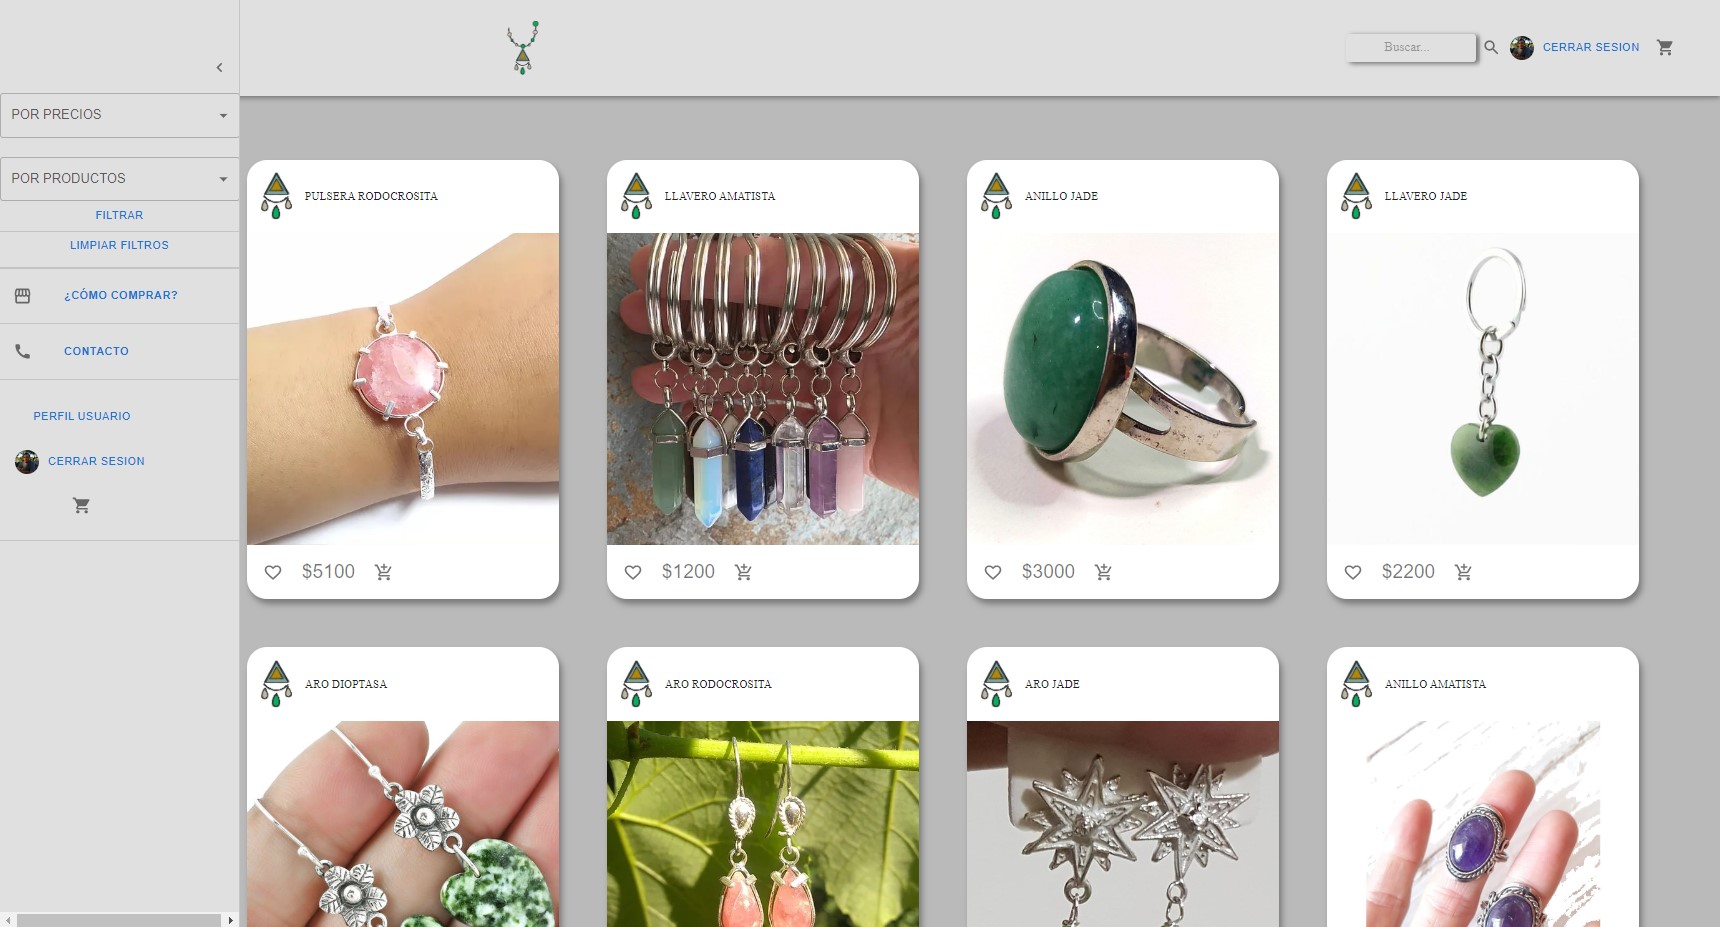 Buscar...
CERRAR SESION
POR PRECIOS
POR PRODUCTOS
FILTRAR
LIMPIAR FILTROS
¿CÓMO COMPRAR?
CONTACTO
PERFIL USUARIO
CERRAR SESION
PULSERA RODOCROSITA
$5100
LLAVERO AMATISTA
$1200
ANILLO JADE
$3000
LLAVERO JADE
$2200
ARO DIOPTASA
ARO RODOCROSITA
ARO JADE
ANILLO AMATISTA